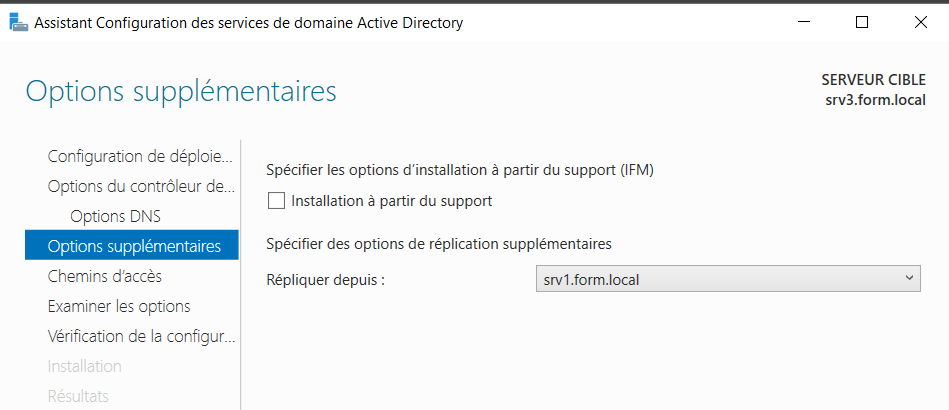 Assistant Configuration des services de domaine Active Directory
Options supplémentaires
SERVEUR CIBLE
srv3.form.local
Configuration de déploie...
Options du contrôleur de...
Options DNS
Options supplémentaires
Chemins d'accès
Examiner les options
Vérification de la configur...
Installation
Résultats
Spécifier les options d'installation à partir du support (IFM)
Installation à partir du support
Spécifier des options de réplication supplémentaires
Répliquer depuis :
srv1.form.local